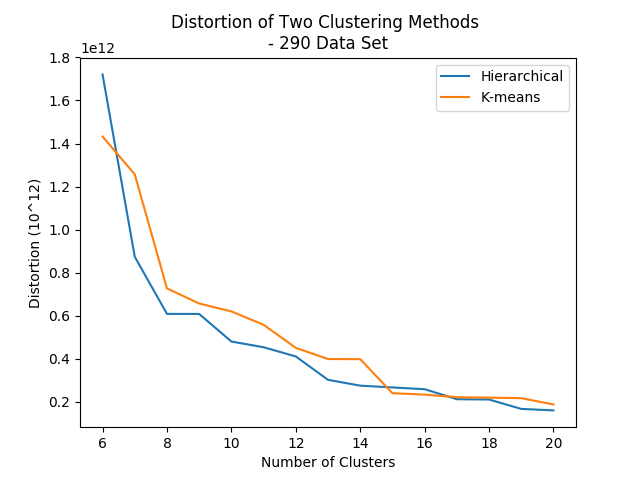 Distortion of Two Clustering Methods
- 290 Data Set
1e12
Hierarchical
K-means
1.8
1.6
1.4
1.2
1.0
0.8
0.6
0.4
0.2
Distortion (10^12)
6 8 10 12 14 16 18 20
Number of Clusters